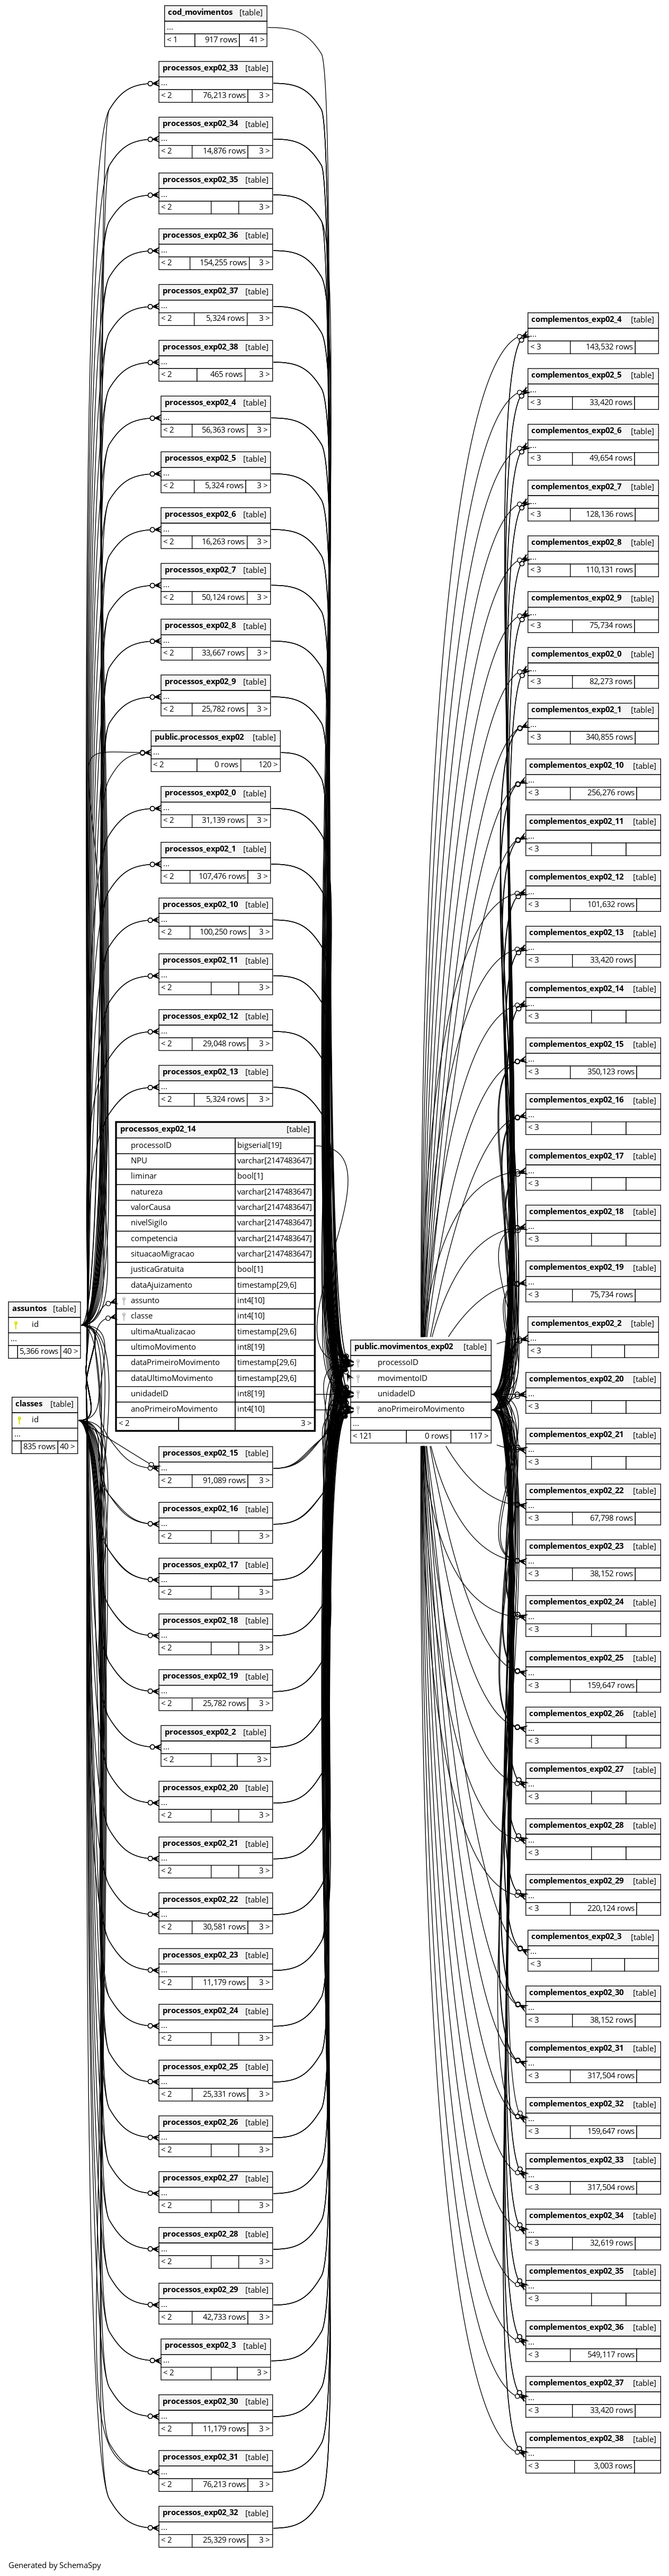 cod_movimentos [table]
...
< 1 917 rows 41 >
processos_exp02_33 [table]
...
< 2 76,213 rows 3 >
processos_exp02_34 [table]
...
< 2 14,876 rows 3 >
processos_exp02_35 [table]
...
< 2 3 >
processos_exp02_36 [table]
...
< 2 154,255 rows 3 >
processos_exp02_37 [table]
...
< 2 5,324 rows 3 >
processos_exp02_38 [table]
...
< 2 465 rows 3 >
processos_exp02_4 [table]
...
< 2 56,363 rows 3 >
processos_exp02_5 [table]
...
< 2 5,324 rows 3 >
processos_exp02_6 [table]
...
< 2 16,263 rows 3 >
processos_exp02_7 [table]
...
< 2 50,124 rows 3 >
processos_exp02_8 [table]
...
< 2 33,667 rows 3 >
processos_exp02_9 [table]
...
< 2 25,782 rows 3 >
public.processos_exp02 [table]
...
< 2 0 rows 120 >
processos_exp02_0 [table]
...
< 2 31,139 rows 3 >
processos_exp02_1 [table]
...
< 2 107,476 rows 3 >
processos_exp02_10 [table]
...
< 2 100,250 rows 3 >
processos_exp02_11 [table]
...
< 2 3 >
processos_exp02_12 [table]
...
< 2 29,048 rows 3 >
processos_exp02_13 [table]
...
< 2 5,324 rows 3 >
processos_exp02_14 [table]
processoID bigserial[19]
NPU varchar[2147483647]
liminar bool[1]
natureza varchar[2147483647]
valorCausa varchar[2147483647]
nivelSigilo varchar[2147483647]
competencia varchar[2147483647]
situacaoMigracao varchar[2147483647]
justicaGratuita bool[1]
dataAjuizamento timestamp[29,6]
assunto int4[10]
classe int4[10]
ultimaAtualizacao timestamp[29,6]
ultimoMovimento int8[19]
dataPrimeiroMovimento timestamp[29,6]
dataUltimoMovimento timestamp[29,6]
unidadeID int8[19]
anoPrimeiroMovimento int4[10]
< 2 3 >
assuntos [table]
id
...
5,366 rows 40 >
classes [table]
id
...
835 rows 40 >
processos_exp02_15 [table]
...
< 2 91,089 rows 3 >
processos_exp02_16 [table]
...
< 2 3 >
processos_exp02_17 [table]
...
< 2 3 >
processos_exp02_18 [table]
...
< 2 3 >
processos_exp02_19 [table]
...
< 2 25,782 rows 3 >
processos_exp02_2 [table]
...
< 2 3 >
processos_exp02_20 [table]
...
< 2 3 >
processos_exp02_21 [table]
...
< 2 3 >
processos_exp02_22 [table]
...
< 2 30,581 rows 3 >
processos_exp02_23 [table]
...
< 2 11,179 rows 3 >
processos_exp02_24 [table]
...
< 2 3 >
processos_exp02_25 [table]
...
< 2 25,331 rows 3 >
processos_exp02_26 [table]
...
< 2 3 >
processos_exp02_27 [table]
...
< 2 3 >
processos_exp02_28 [table]
...
< 2 3 >
processos_exp02_29 [table]
...
< 2 42,733 rows 3 >
processos_exp02_3 [table]
...
< 2 3 >
processos_exp02_30 [table]
...
< 2 11,179 rows 3 >
processos_exp02_31 [table]
...
< 2 76,213 rows 3 >
processos_exp02_32 [table]
...
< 2 25,329 rows 3 >
public.movimentos_exp02 [table]
processoID
movimentoID
unidadeID
anoPrimeiroMovimento
...
< 121 0 rows 117 >
complementos_exp02_4 [table]
...
< 3 143,532 rows
complementos_exp02_5 [table]
...
< 3 33,420 rows
complementos_exp02_6 [table]
...
< 3 49,654 rows
complementos_exp02_7 [table]
...
< 3 128,136 rows
complementos_exp02_8 [table]
...
< 3 110,131 rows
complementos_exp02_9 [table]
...
< 3 75,734 rows
complementos_exp02_0 [table]
...
< 3 82,273 rows
complementos_exp02_1 [table]
...
< 3 340,855 rows
complementos_exp02_10 [table]
...
< 3 256,276 rows
complementos_exp02_11 [table]
...
< 3
complementos_exp02_12 [table]
...
< 3 101,632 rows
complementos_exp02_13 [table]
...
< 3 33,420 rows
complementos_exp02_14 [table]
...
< 3
complementos_exp02_15 [table]
...
< 3 350,123 rows
complementos_exp02_16 [table]
...
< 3
complementos_exp02_17 [table]
...
< 3
complementos_exp02_18 [table]
...
< 3
complementos_exp02_19 [table]
...
< 3 75,734 rows
complementos_exp02_2 [table]
...
< 3
complementos_exp02_20 [table]
...
< 3
complementos_exp02_21 [table]
...
< 3
complementos_exp02_22 [table]
...
< 3 67,798 rows
complementos_exp02_23 [table]
...
< 3 38,152 rows
complementos_exp02_24 [table]
...
< 3
complementos_exp02_25 [table]
...
< 3 159,647 rows
complementos_exp02_26 [table]
...
< 3
complementos_exp02_27 [table]
...
< 3
complementos_exp02_28 [table]
...
< 3
complementos_exp02_29 [table]
...
< 3 220,124 rows
complementos_exp02_3 [table]
...
< 3
complementos_exp02_30 [table]
...
< 3 38,152 rows
complementos_exp02_31 [table]
...
< 3 317,504 rows
complementos_exp02_32 [table]
...
< 3 159,647 rows
complementos_exp02_33 [table]
...
< 3 317,504 rows
complementos_exp02_34 [table]
...
< 3 32,619 rows
complementos_exp02_35 [table]
...
< 3
complementos_exp02_36 [table]
...
< 3 549,117 rows
complementos_exp02_37 [table]
...
< 3 33,420 rows
complementos_exp02_38 [table]
...
< 3 3,003 rows
Generated by SchemaSpy